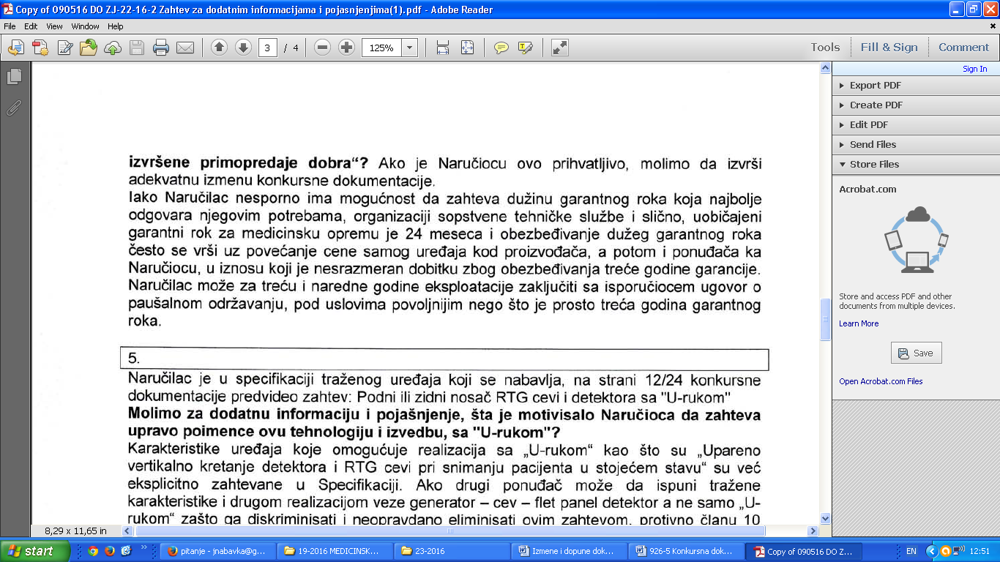 Copy of 090516 DO ZJ-22-16-2 Zahtev za dodatnim informacijama i pojasnjenjima(1).pdf - Adobe Reader
File Edit View Window Help
3 / 4 125% Tools Fill & Sign Comment
Sign In
Export PDF
Create PDF
Edit PDF
Send Files
Store Files
Acrobat.com
Store and access PDF and other
documents from multiple devices.
Learn More
Save
Open Acrobat.com Files
izvršene primopredaje dobra“? Ako je Naručiocu ovo prihvatljivo, molimo da izvrši
adekvatnu izmenu konkursne dokumentacije.
Iako Naručilac nesporno ima mogućnost da zahteva dužinu garantnog roka koja najbolje
odgovara njegovim potrebama, organizaciji sopstvene tehničke službe i slično, uobičajeni
garantni rok za medicinsku opremu je 24 meseca i obezbeđivanje dužeg garantnog roka
često se vrši uz povećanje cene samog uređaja kod proizvođača, a potom i ponuđača ka
Naručiocu, u iznosu koji je nesrazmeran dobitku zbog obezbeđivanja treće godine garancije.
Naručilac može za treću i naredne godine eksploatacije zaključiti sa isporučiocem ugovor o
paušalnom održavanju, pod uslovima povoljnijim nego što je prosto treća godina garantnog
roka.
5.
Naručilac je u specifikaciji traženog uređaja koji se nabavlja, na strani 12/24 konkursne
dokumentacije predvideo zahtev: Podni ili zidni nosač RTG cevi i detektora sa "U-rukom"
Molimo za dodatnu informaciju i pojašnjenje, šta je motivisalo Naručioca da zahteva
upravo poimence ovu tehnologiju i izvedbu, sa "U-rukom"?
Karakteristike uređaja koje omogućuje realizacija sa „U-rukom“ kao što su „Upareno
vertikalno kretanje detektora i RTG cevi pri snimanju pacijenta u stojećem stavu“ su već
eksplicitno zahtevane u Specifikaciji. Ako drugi ponuđač može da ispuni tražene
karakteristike i drugom realizacijom veze generator – cev – flet panel detektor a ne samo „U-
rukom“ zašto ga diskriminisati i neopravdano eliminisati ovim zahtevom, protivno članu 10
8,29 x 11,65 in
start pitanje - jnabavka@g... 19-2016 MEDICINSK... 23-2016 Izmene i dopune dok... 926-5 Konkursna dok... Copy of 090516 DO Z... EN 12:51